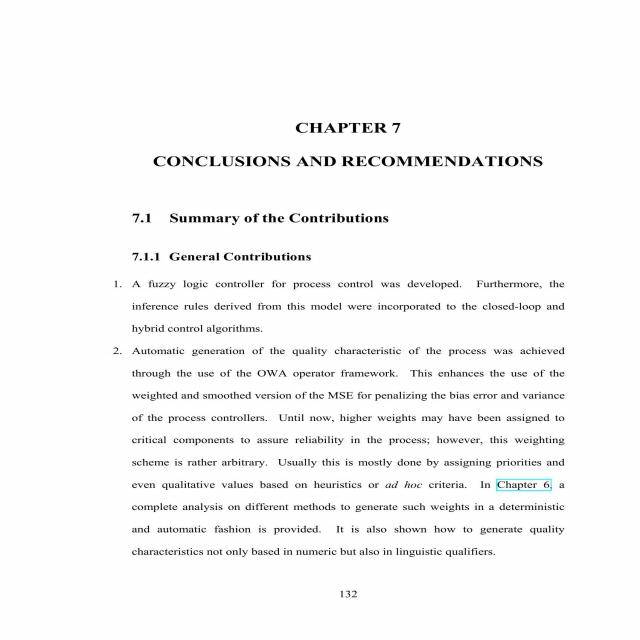 CHAPTER 7
CONCLUSIONS AND RECOMMENDATIONS
7.1 Summary of the Contributions
7.1.1 General Contributions
1. A fuzzy logic controller for process control was developed. Furthermore, the
inference rules derived from this model were incorporated to the closed-loop and
hybrid control algorithms.
2. Automatic generation of the quality characteristic of the process was achieved
through the use of the OWA operator framework. This enhances the use of the
weighted and smoothed version of the MSE for penalizing the bias error and variance
of the process controllers. Until now, higher weights may have been assigned to
critical components to assure reliability in the process; however, this weighting
scheme is rather arbitrary. Usually this is mostly done by assigning priorities and
even qualitative values based on heuristics or ad hoc criteria. In Chapter 6, a
complete analysis on different methods to generate such weights in a deterministic
and automatic fashion is provided. It is also shown how to generate quality
characteristics not only based in numeric but also in linguistic qualifiers.
132